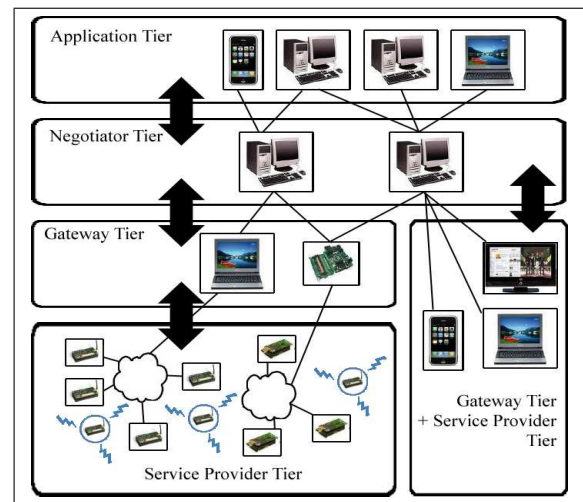 Application Tier
Negotiator Tier
Gateway Tier
Gateway Tier
+ Service Provider
Tier
Service Provider Tier